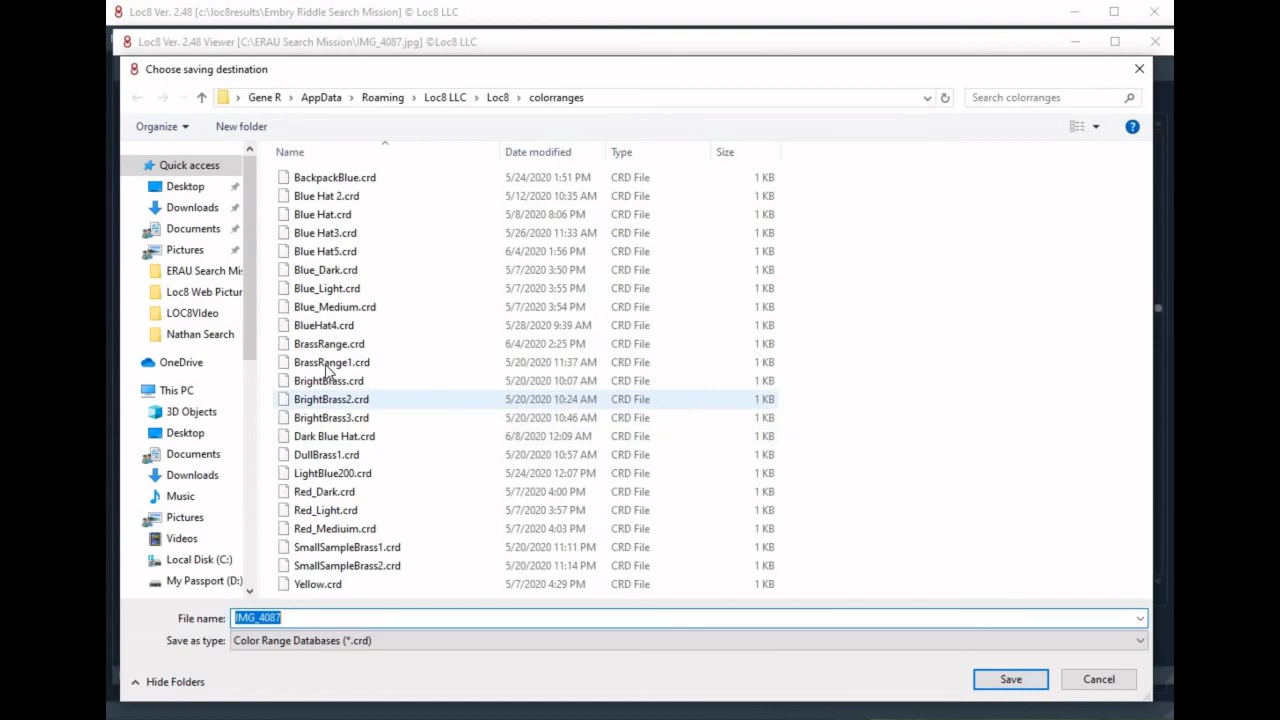 Loc8 Ver. 2.48 [c:\loc8results\Embry Riddle Search Mission] © Loc8 LLC
Loc8 Ver. 2.48 Viewer [C:\ERAU Search Mission\IMG_4087.jpg] ©Loc8 LLC
Choose saving destination
Gene R › AppData › Roaming › Loc8 LLC › Loc8 › colorranges
Search colorranges
Organize
New folder
Quick access
Desktop
Downloads
Documents
Pictures
ERAU Search Mis
Loc8 Web Pictur
LOC8VIdeo
Nathan Search
OneDrive
This PC
3D Objects
Desktop
Documents
Downloads
Music
Pictures
Videos
Local Disk (C:)
My Passport (D:)
Name Date modified Type Size
BackpackBlue.crd 5/24/2020 1:51 PM CRD File 1 KB
Blue Hat 2.crd 5/12/2020 10:35 AM CRD File 1 KB
Blue Hat.crd 5/8/2020 8:06 PM CRD File 1 KB
Blue Hat3.crd 5/26/2020 11:33 AM CRD File 1 KB
Blue Hat5.crd 6/4/2020 1:56 PM CRD File 1 KB
Blue_Dark.crd 5/7/2020 3:50 PM CRD File 1 KB
Blue_Light.crd 5/7/2020 3:55 PM CRD File 1 KB
Blue_Medium.crd 5/7/2020 3:54 PM CRD File 1 KB
BlueHat4.crd 5/28/2020 9:39 AM CRD File 1 KB
BrassRange.crd 6/4/2020 2:25 PM CRD File 1 KB
BrassRange1.crd 5/20/2020 11:37 AM CRD File 1 KB
BrightBrass.crd 5/20/2020 10:07 AM CRD File 1 KB
BrightBrass2.crd 5/20/2020 10:24 AM CRD File 1 KB
BrightBrass3.crd 5/20/2020 10:46 AM CRD File 1 KB
Dark Blue Hat.crd 6/8/2020 12:09 AM CRD File 1 KB
DullBrass1.crd 5/20/2020 10:57 AM CRD File 1 KB
LightBlue200.crd 5/24/2020 12:07 PM CRD File 1 KB
Red_Dark.crd 5/7/2020 4:00 PM CRD File 1 KB
Red_Light.crd 5/7/2020 3:57 PM CRD File 1 KB
Red_Mediuim.crd 5/7/2020 4:03 PM CRD File 1 KB
SmallSampleBrass1.crd 5/20/2020 11:11 PM CRD File 1 KB
SmallSampleBrass2.crd 5/20/2020 11:14 PM CRD File 1 KB
Yellow.crd 5/7/2020 4:29 PM CRD File 1 KB
File name: IMG_4087
Save as type: Color Range Databases (*.crd)
Hide Folders
Save
Cancel